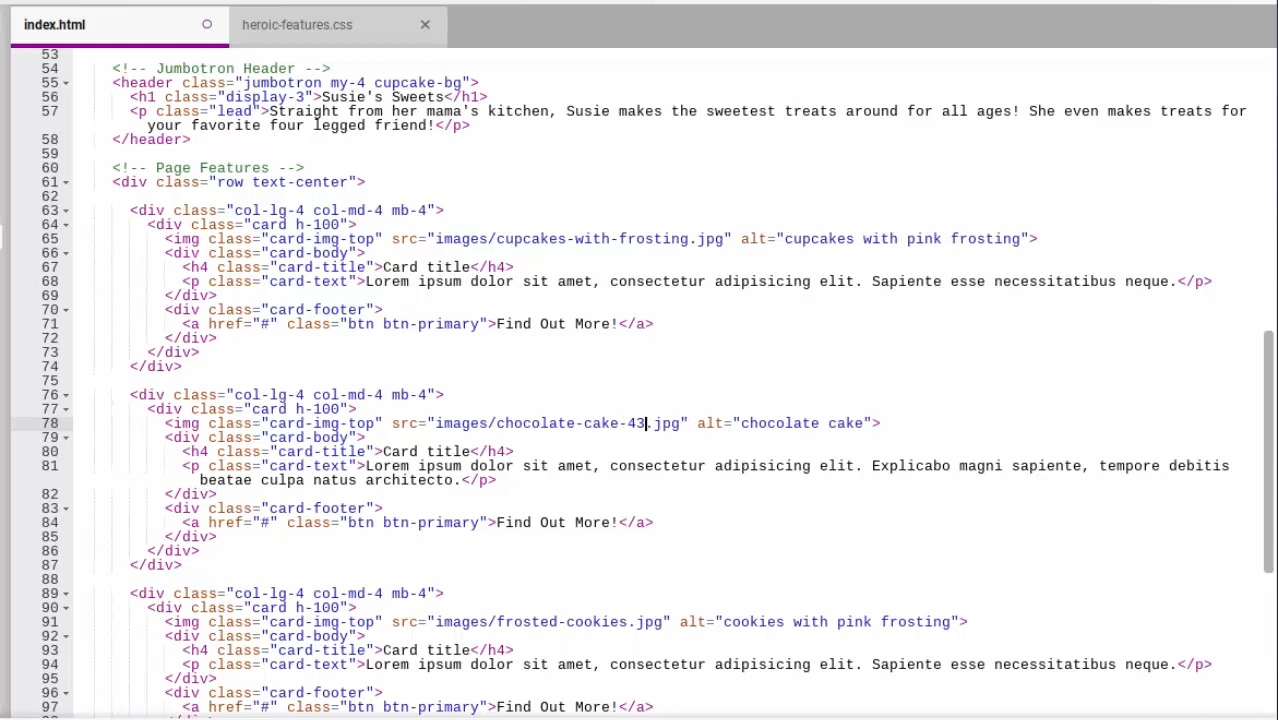 index.html heroic-features.css
53
54 <!-- Jumbotron Header -->
55 <header class="jumbotron my-4 cupcake-bg">
56 <h1 class="display-3">Susie's Sweets</h1>
57 <p class="lead">Straight from her mama's kitchen, Susie makes the sweetest treats around for all ages! She even makes treats for
your favorite four legged friend!</p>
58 </header>
59
60 <!-- Page Features -->
61 <div class="row text-center">
62
63 <div class="col-lg-4 col-md-4 mb-4">
64 <div class="card h-100">
65 <img class="card-img-top" src="images/cupcakes-with-frosting.jpg" alt="cupcakes with pink frosting">
66 <div class="card-body">
67 <h4 class="card-title">Card title</h4>
68 <p class="card-text">Lorem ipsum dolor sit amet, consectetur adipisicing elit. Sapiente esse necessitatibus neque.</p>
69 </div>
70 <div class="card-footer">
71 <a href="#" class="btn btn-primary">Find Out More!</a>
72 </div>
73 </div>
74 </div>
75
76 <div class="col-lg-4 col-md-4 mb-4">
77 <div class="card h-100">
78 <img class="card-img-top" src="images/chocolate-cake-43.jpg" alt="chocolate cake">
79 <div class="card-body">
80 <h4 class="card-title">Card title</h4>
81 <p class="card-text">Lorem ipsum dolor sit amet, consectetur adipisicing elit. Explicabo magni sapiente, tempore debitis
beatae culpa natus architecto.</p>
82 </div>
83 <div class="card-footer">
84 <a href="#" class="btn btn-primary">Find Out More!</a>
85 </div>
86 </div>
87 </div>
88
89 <div class="col-lg-4 col-md-4 mb-4">
90 <div class="card h-100">
91 <img class="card-img-top" src="images/frosted-cookies.jpg" alt="cookies with pink frosting">
92 <div class="card-body">
93 <h4 class="card-title">Card title</h4>
94 <p class="card-text">Lorem ipsum dolor sit amet, consectetur adipisicing elit. Sapiente esse necessitatibus neque.</p>
95 </div>
96 <div class="card-footer">
97 <a href="#" class="btn btn-primary">Find Out More!</a>